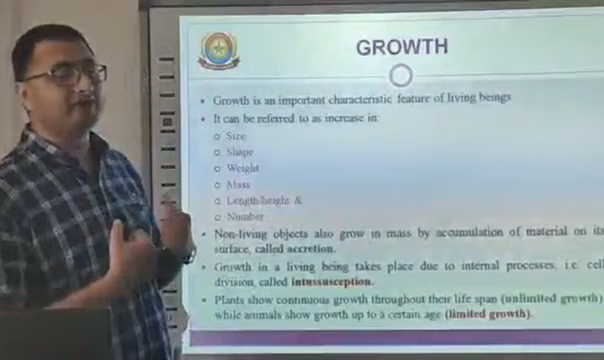 GROWTH
Growth is an important characteristic feature of living beings
It can be referred to as increase in:
Size
Shape
Weight
Mass
Length/height &
Number
Non-living objects also grow in mass by accumulation of material on its
surface, called accretion.
Growth in a living being takes place due to internal processes, i.e. cell
division, called intussusception.
Plants show continuous growth throughout their life span (unlimited growth)
while animals show growth up to a certain age (limited growth).